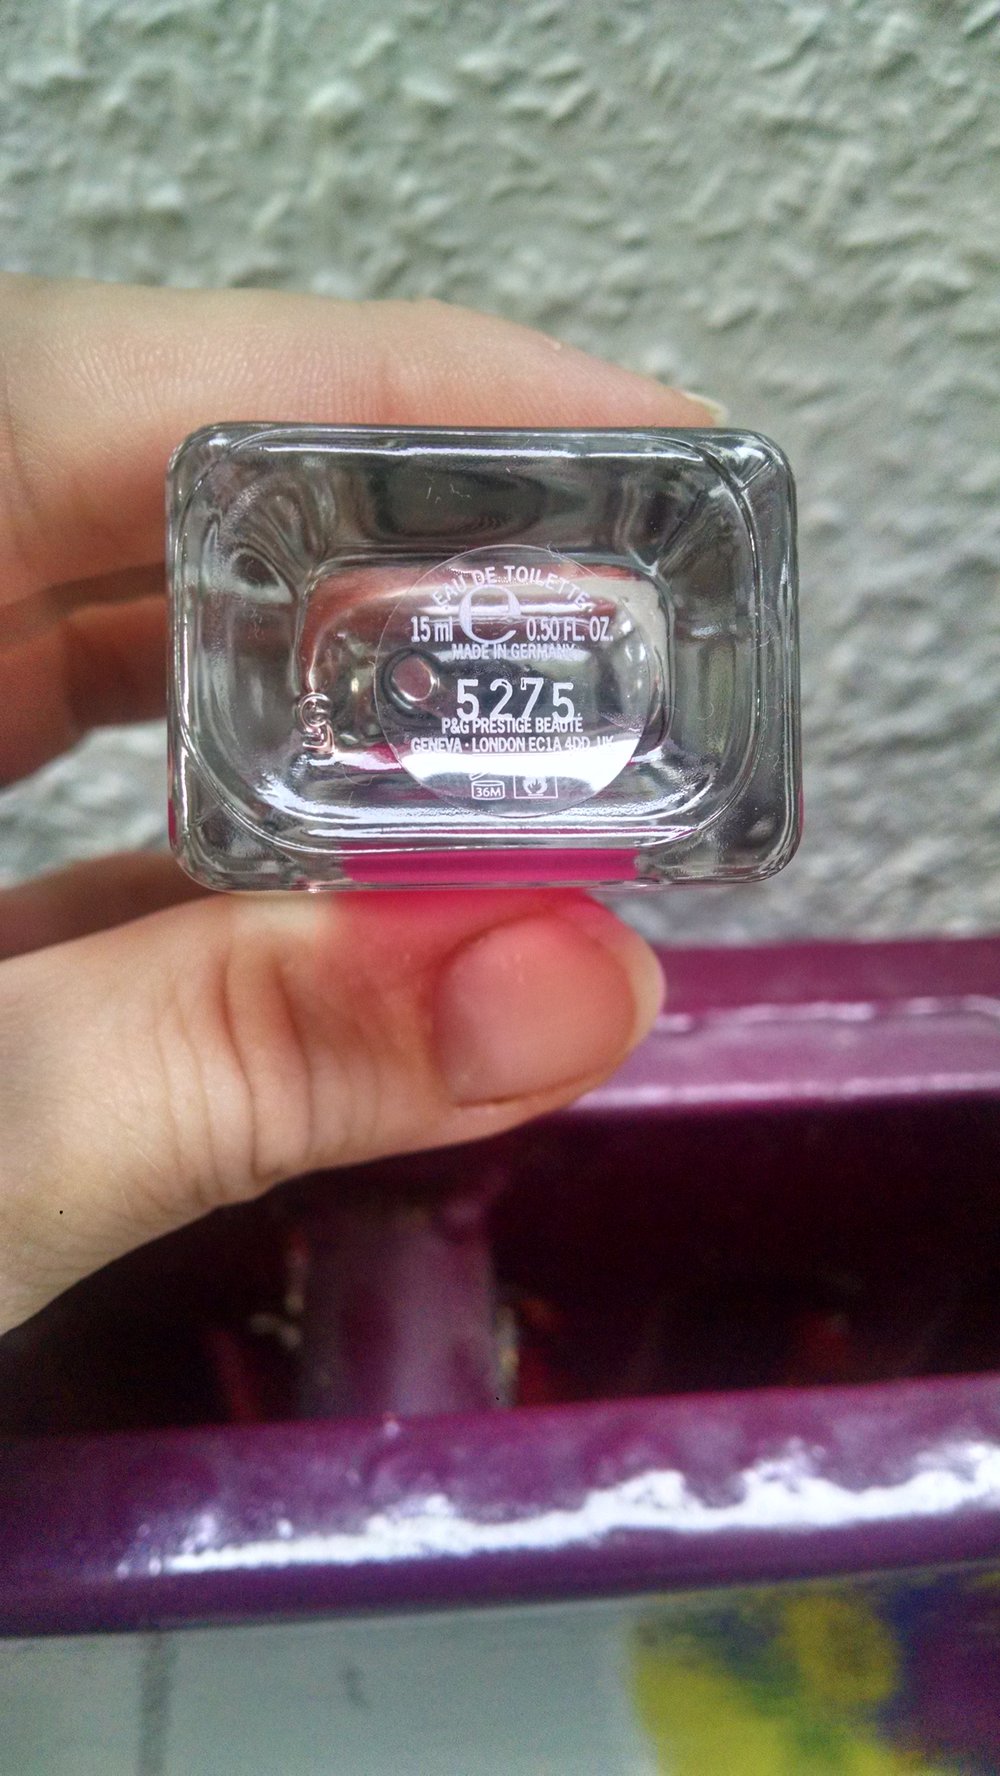 EAU DE TOILETTE
15 ml e 0.50 FL. OZ.
MADE IN GERMANY
5275
P&G PRESTIGE BEAUTÉ
GENEVA · LONDON EC1A 4DD, UK
36M